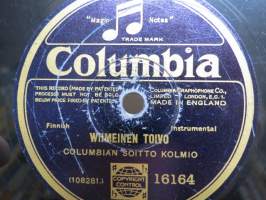 "Magic Notes"
TRADE MARK
Columbia
THIS RECORD (MADE BY PATENTED
PROCESS) MUST NOT BE SOLD
BELOW PRICE FIXED BY PATENTEES.
COLUMBIA GRAPHOPHONE Co.,
LIMITED LONDON, E.C.1
MADE IN ENGLAND
Finnish
Instrumental
WIIMEINEN TOIVO
COLUMBIAN SOITTO KOLMIO
(108281.)
COPYRIGHT
CONTROL
16164